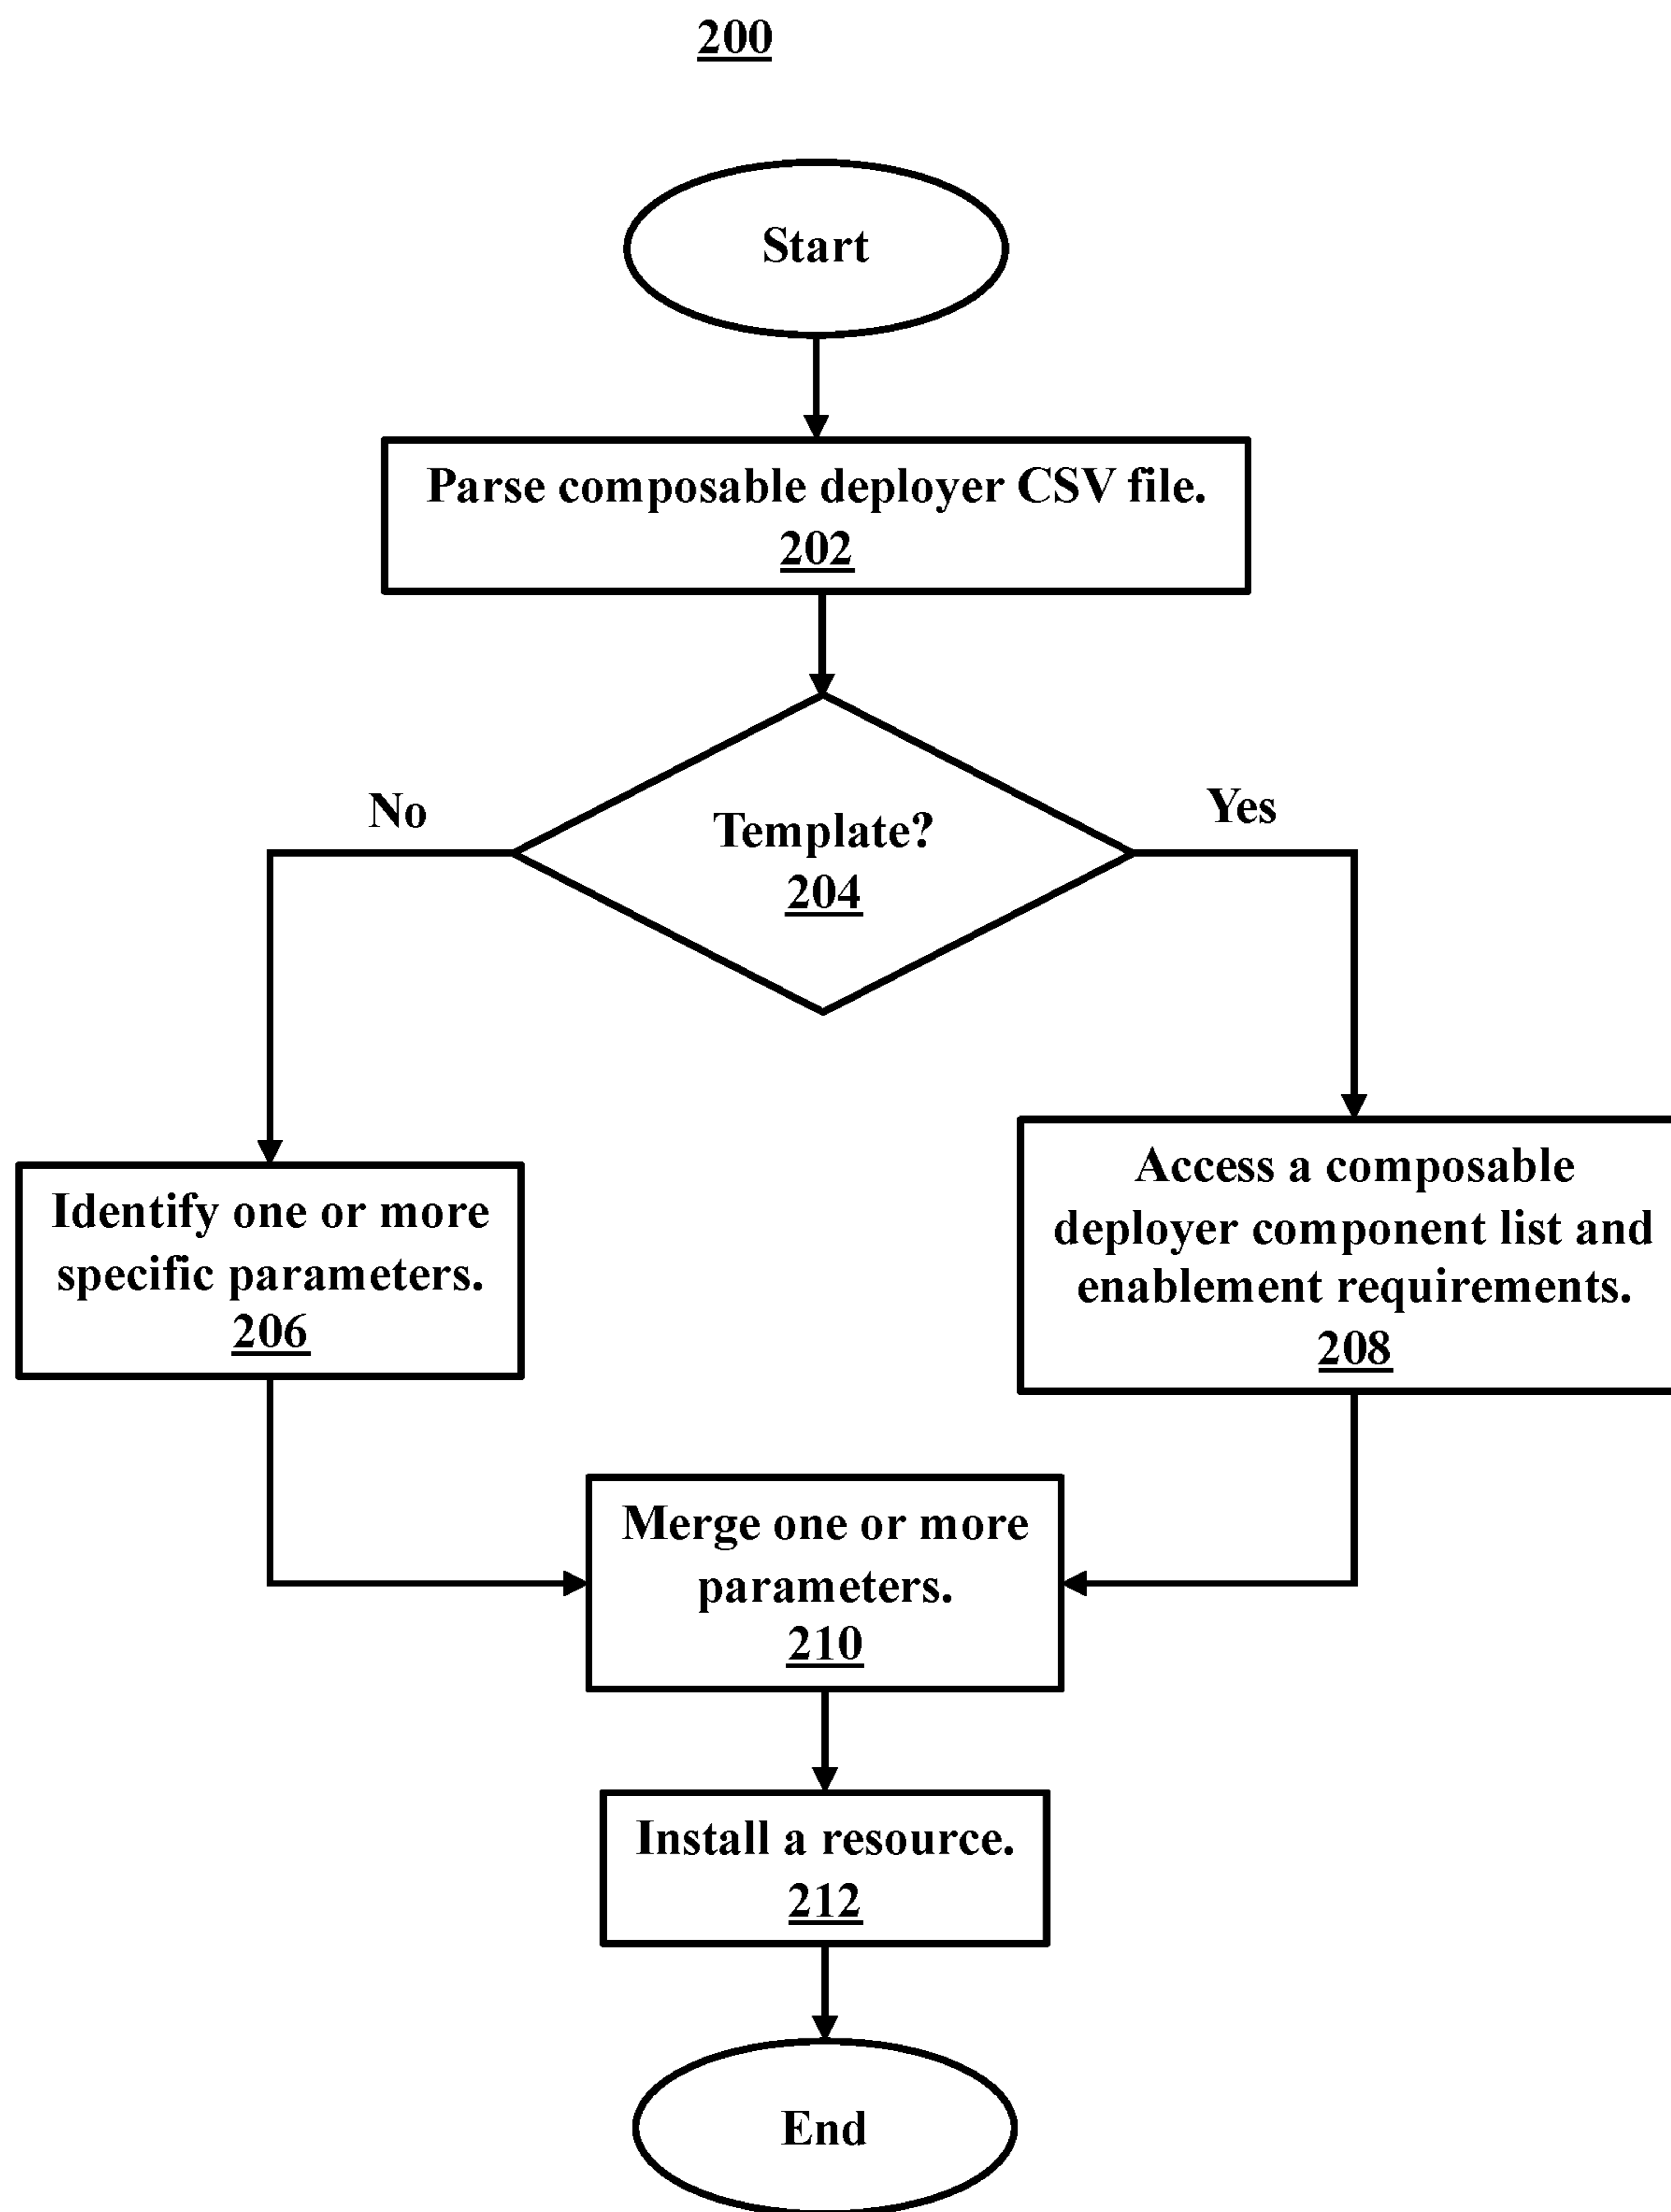 200
Start
Parse composable deployer CSV file.
202
Template?
204
No
Yes
Identify one or more
specific parameters.
206
Access a composable
deployer component list and
enablement requirements.
208
Merge one or more
parameters.
210
Install a resource.
212
End